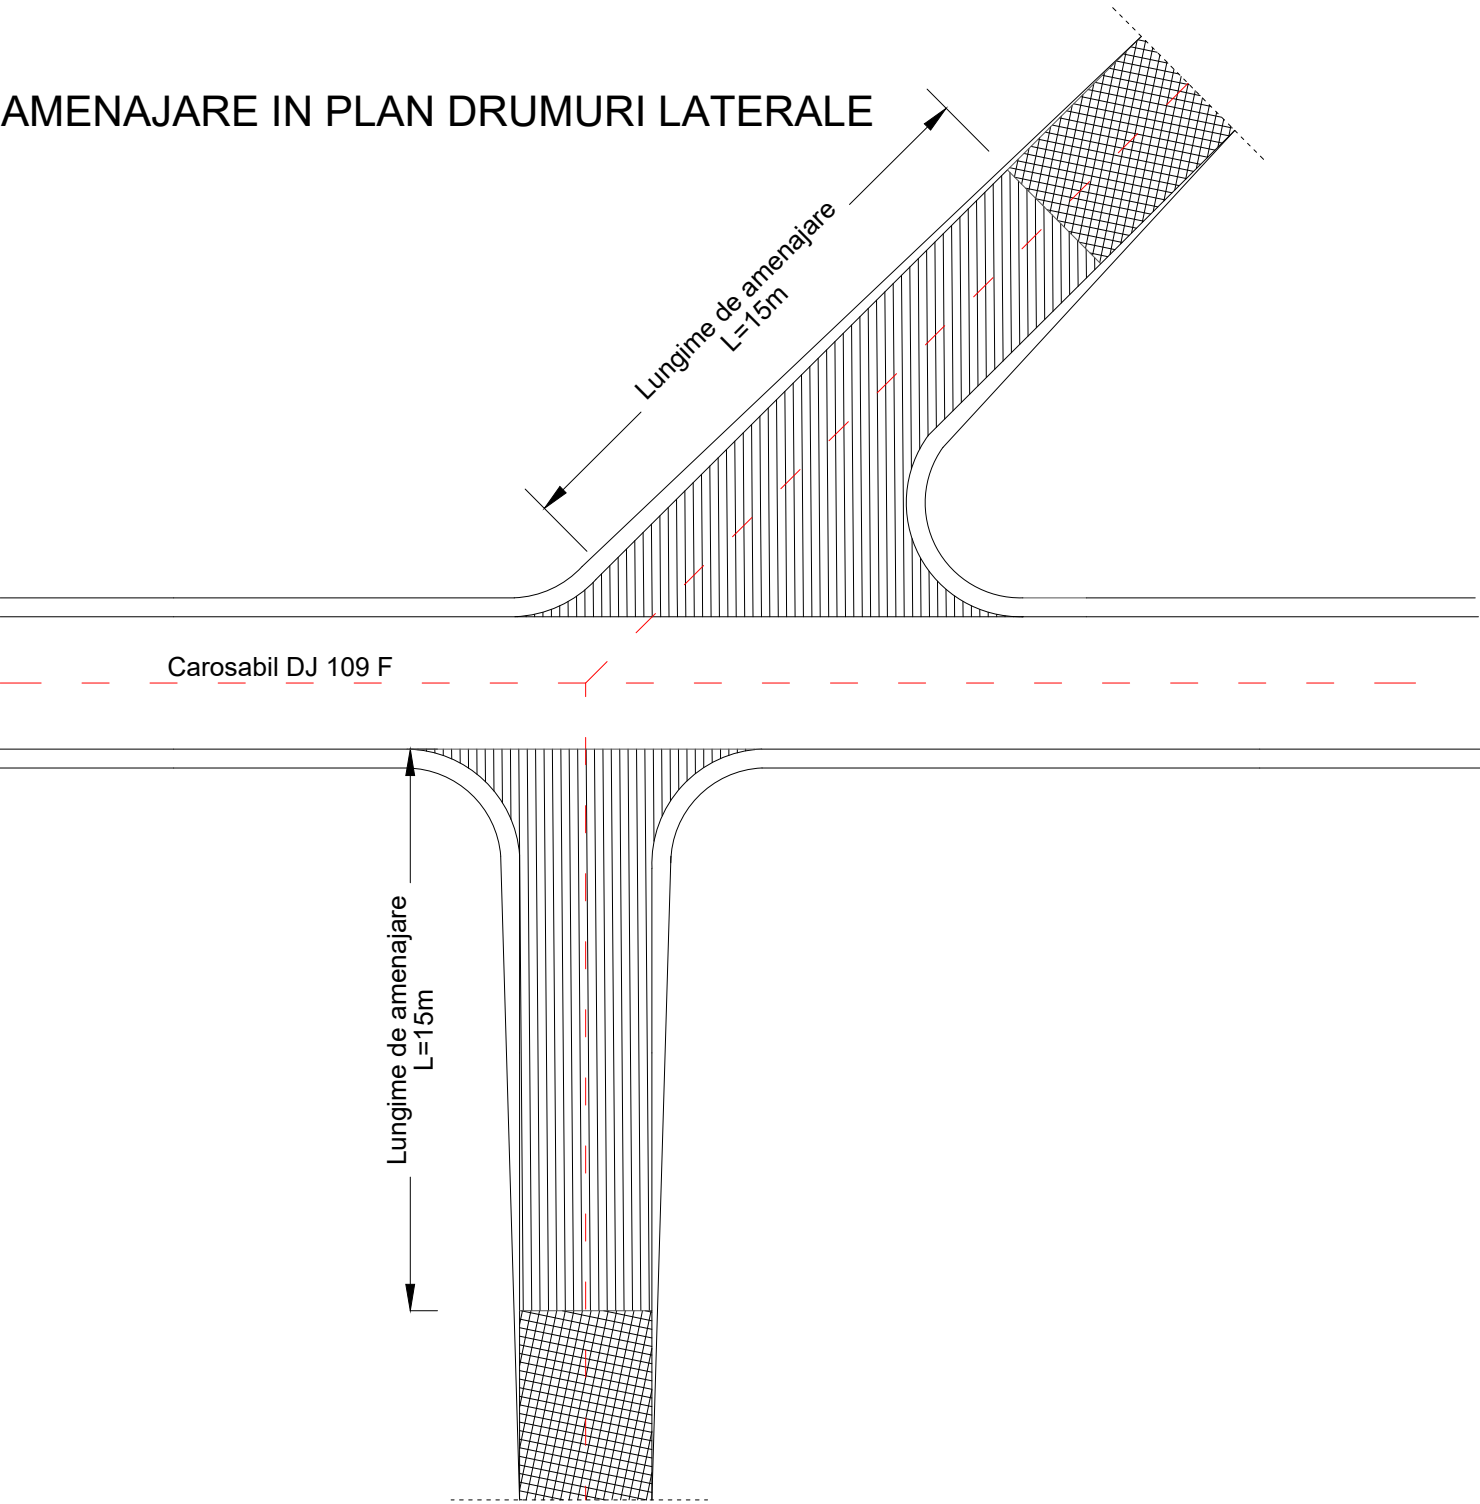 AMENAJARE IN PLAN DRUMURI LATERALE
Lungime de amenajare
L=15m
Carosabil DJ 109 F
Lungime de amenajare
L=15m